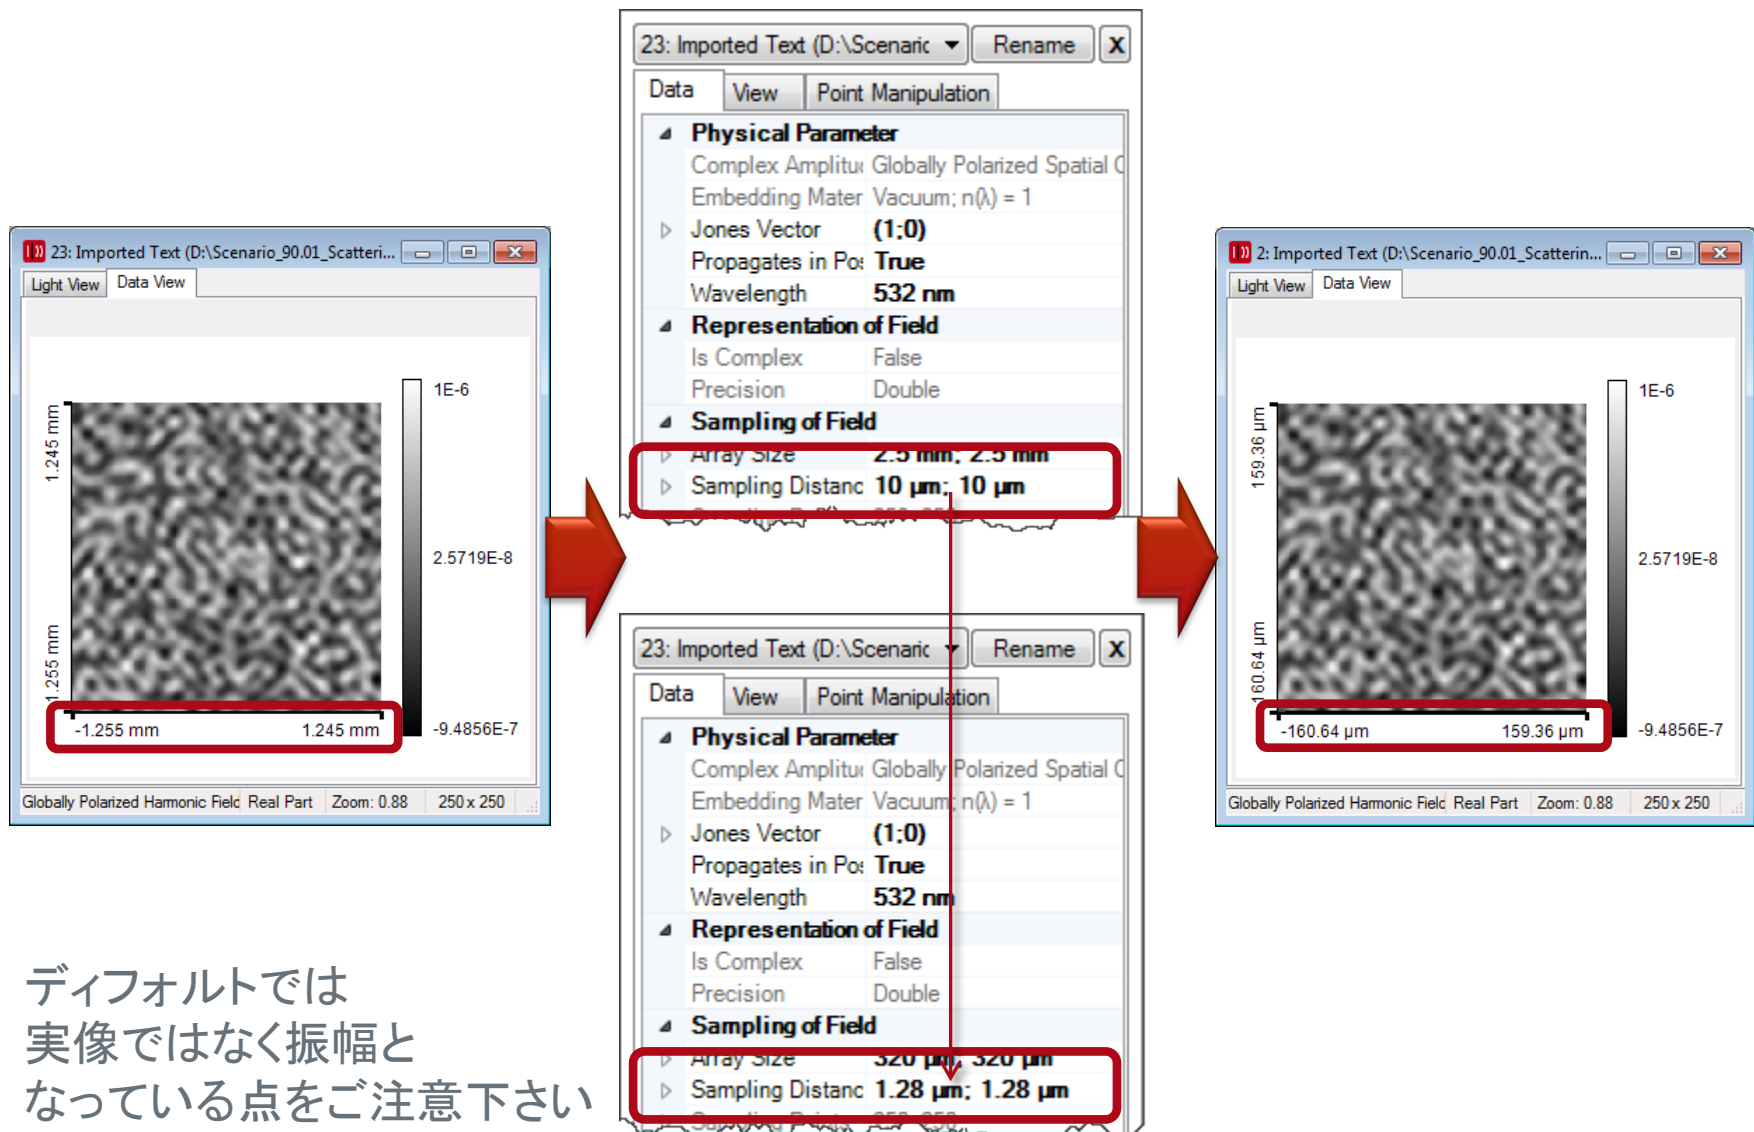 23: Imported Text (D:\Scenario_90.01_Scatteri...
Light View
Data View
1E-6
2.5719E-8
-9.4856E-7
1.245 mm
1.255 mm
-1.255 mm
1.245 mm
Globally Polarized Harmonic Field
Real Part
Zoom: 0.88
250 x 250
23: Imported Text (D:\Scenaric
Rename
X
Data
View
Point Manipulation
Physical Parameter
Complex Amplitu Globally Polarized Spatial C
Embedding Mater Vacuum; n(λ) = 1
Jones Vector (1;0)
Propagates in Pos True
Wavelength 532 nm
Representation of Field
Is Complex False
Precision Double
Sampling of Field
Array Size 2.5 mm; 2.5 mm
Sampling Distanc 10 µm; 10 µm
23: Imported Text (D:\Scenaric
Rename
X
Data
View
Point Manipulation
Physical Parameter
Complex Amplitu Globally Polarized Spatial C
Embedding Mater Vacuum; n(λ) = 1
Jones Vector (1;0)
Propagates in Pos True
Wavelength 532 nm
Representation of Field
Is Complex False
Precision Double
Sampling of Field
Array Size 320 µm; 320 µm
Sampling Distanc 1.28 µm; 1.28 µm
2: Imported Text (D:\Scenario_90.01_Scatterin...
Light View
Data View
1E-6
2.5719E-8
-9.4856E-7
159.36 µm
160.64 µm
-160.64 µm
159.36 µm
Globally Polarized Harmonic Field
Real Part
Zoom: 0.88
250 x 250
ディフォルトでは
実像ではなく振幅と
なっている点をご注意下さい